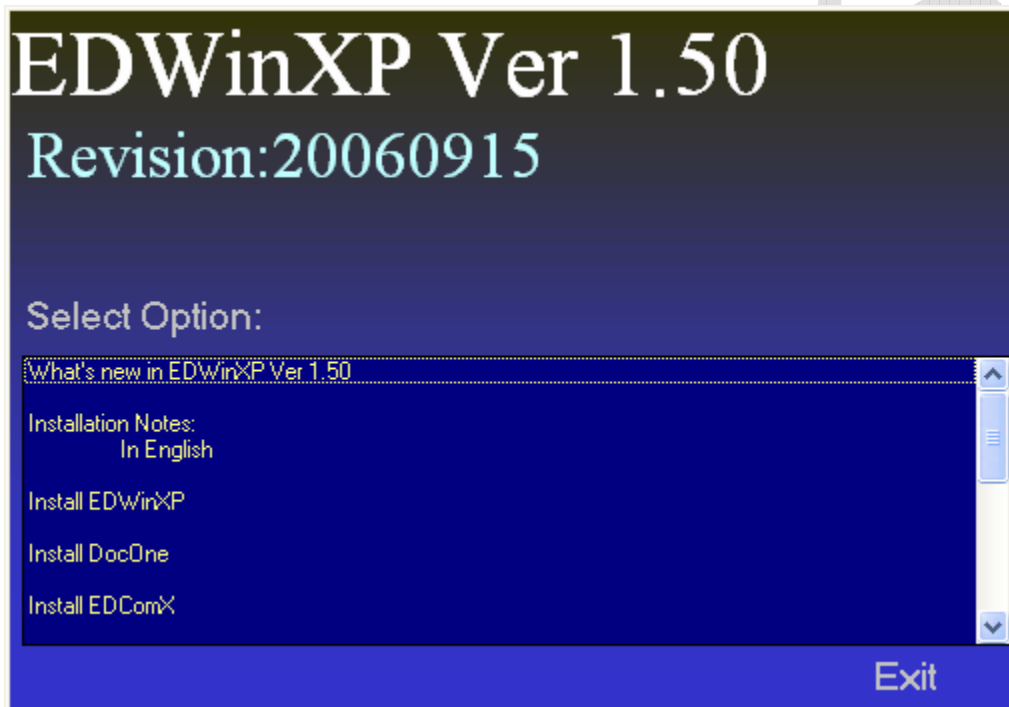 EDWinXP Ver 1.50
Revision:20060915
Select Option:
What's new in EDWinXP Ver 1.50
Installation Notes:
In English
Install EDWinXP
Install DocOne
Install EDComX
Exit